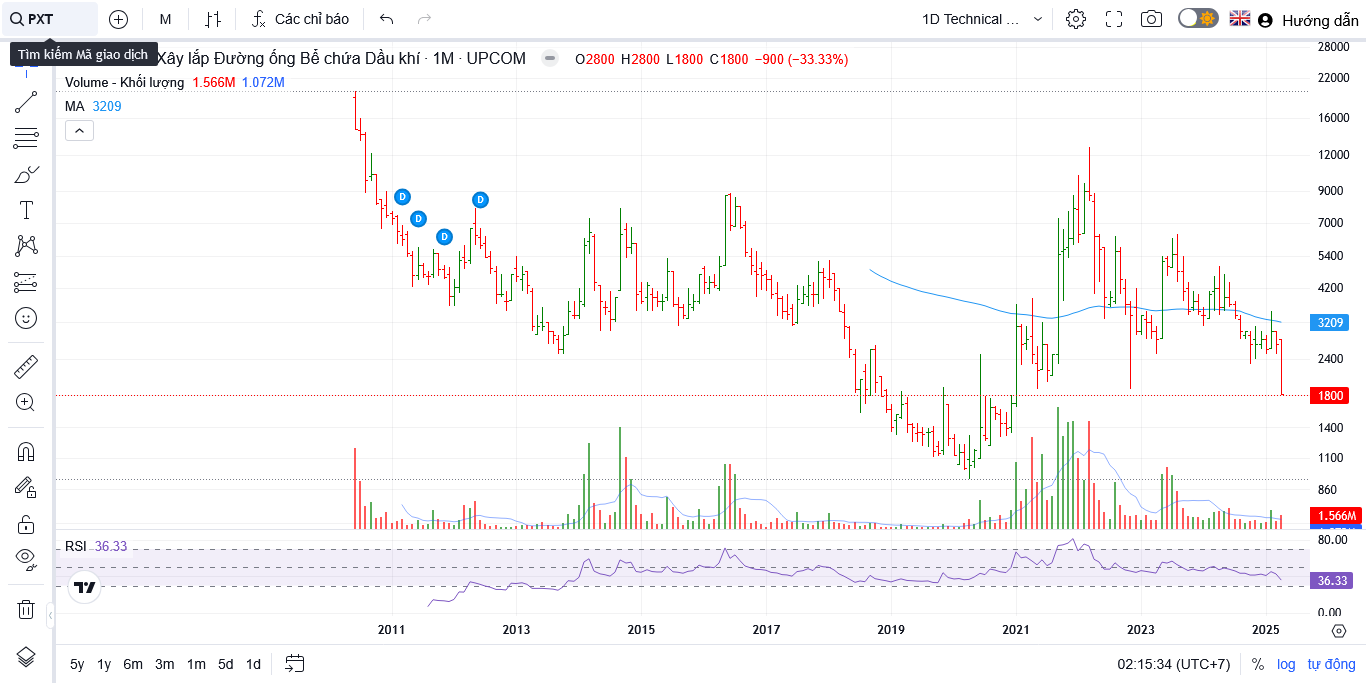 PXT
M
Các chỉ báo
1D Technical ...
Hướng dẫn
Tìm kiếm Mã giao dịch
Xây lắp Đường ống Bể chứa Dầu khí · 1M · UPCOM
O2800 H2800 L1800 C1800 −900 (−33.33%)
Volume - Khối lượng 1.566M 1.072M
MA 3209
28000
22000
16000
12000
9000
7000
5400
4200
3209
2400
1800
1400
1100
860
1.566M
D
D
D
D
RSI 36.33
80.00
36.33
0.00
2011 2013 2015 2017 2019 2021 2023 2025
5y 1y 6m 3m 1m 5d 1d
02:15:34 (UTC+7) % log tự động